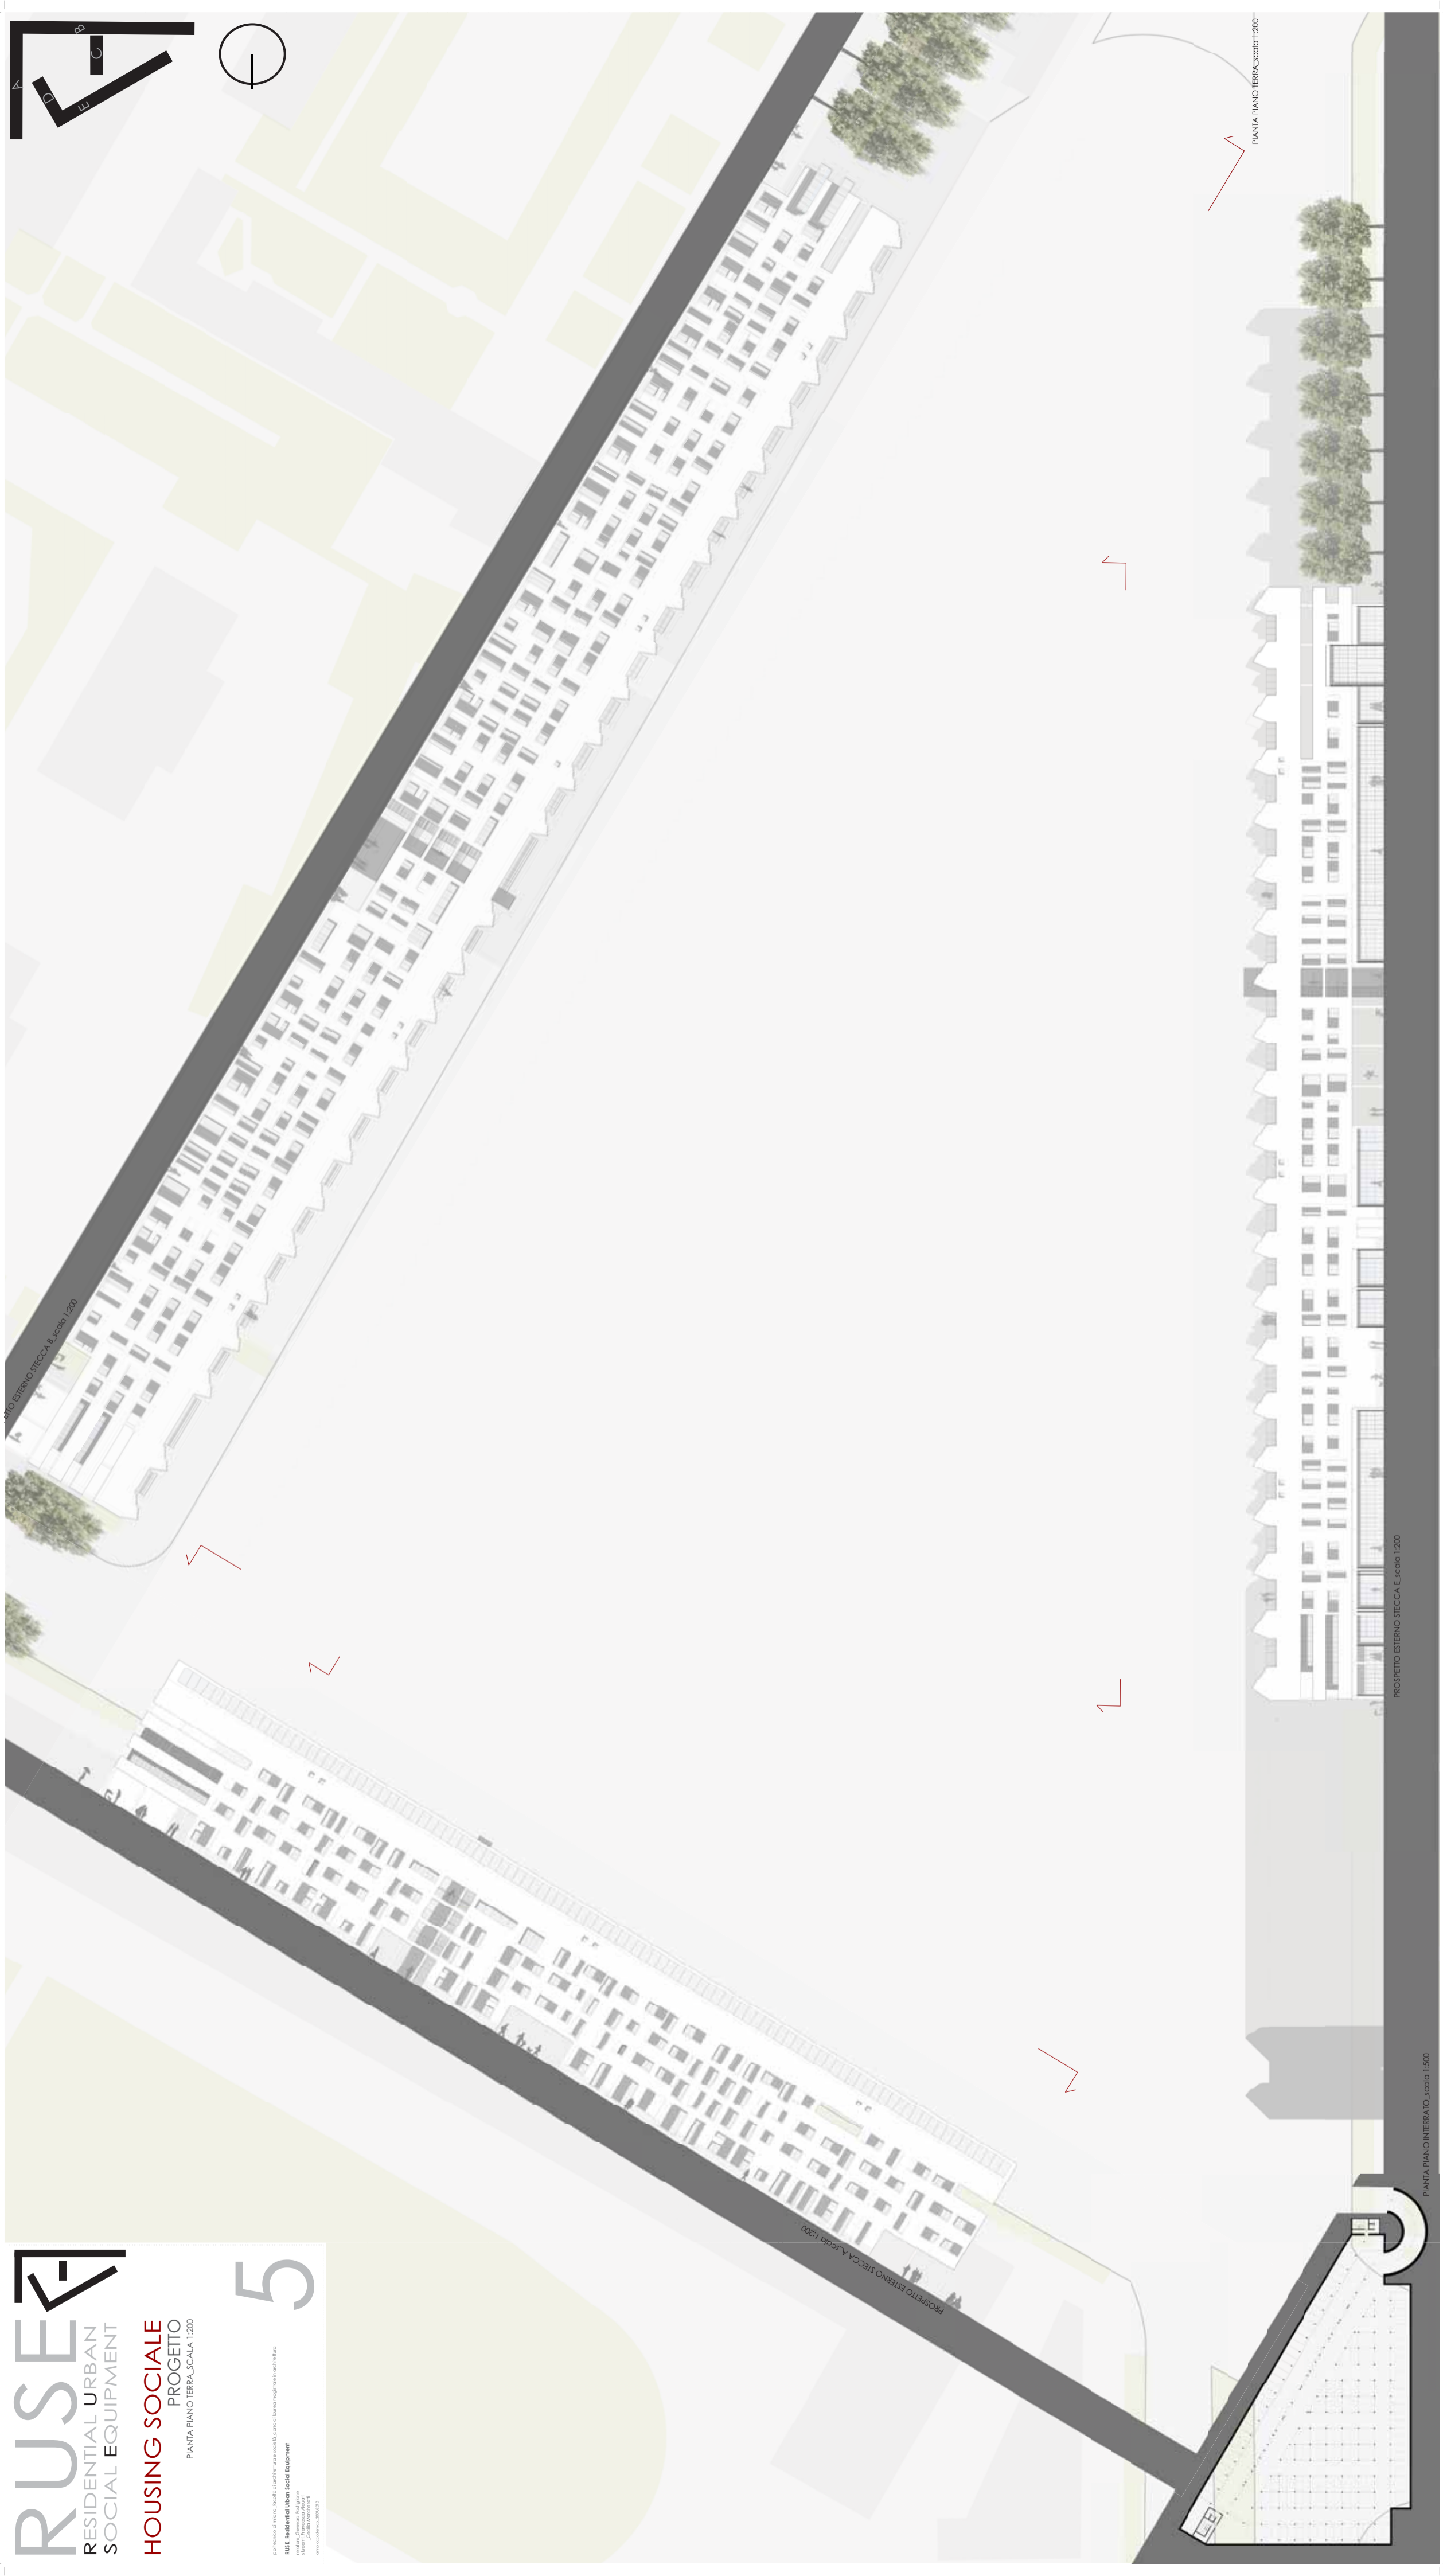 A
B
C
D
E
PIANTA PIANO TERRA_scala 1:200
ETTO ESTERNO STECCA B_scala 1:200
PROSPETTO ESTERNO STECCA E_scala 1:200
PROSPETTO ESTERNO STECCA A_scala 1:200
PIANTA PIANO INTERRATO_scala 1:500
RUSE
RESIDENTIAL URBAN
SOCIAL EQUIPMENT
HOUSING SOCIALE
PROGETTO
PIANTA PIANO TERRA_SCALA 1:200
5
RUSE_Residential Urban Social Equipment